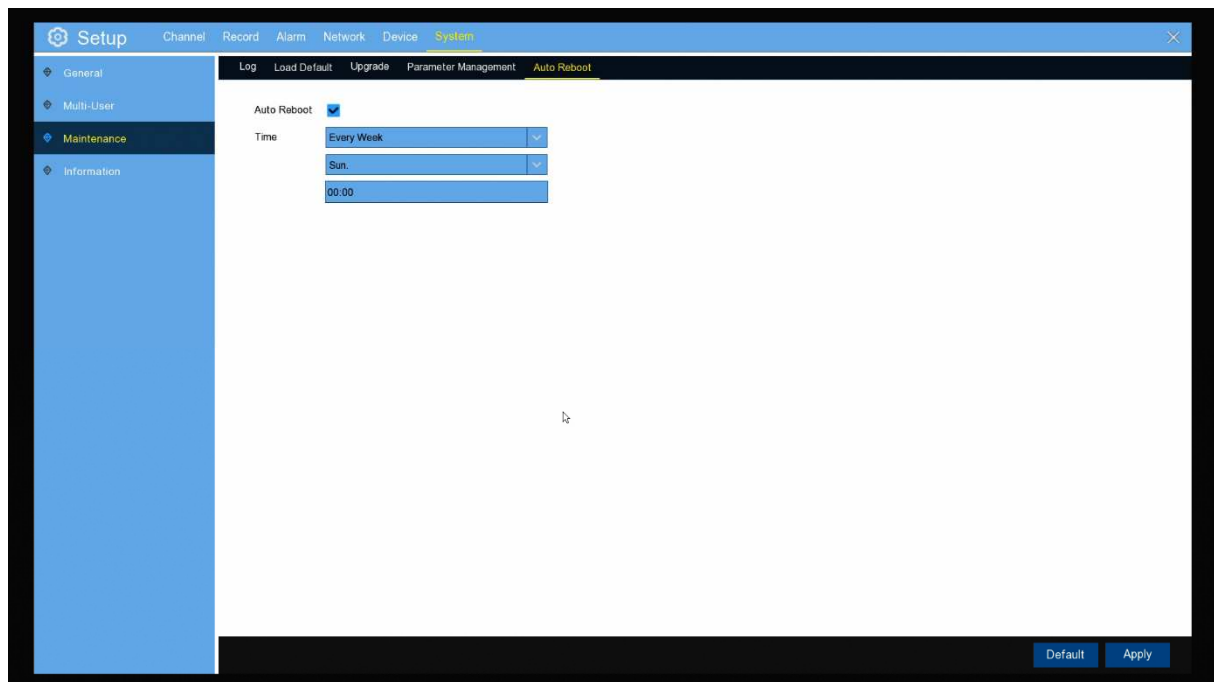 Setup Channel Record Alarm Network Device System
General
Multi-User
Maintenance
Information
Log Load Default Upgrade Parameter Management Auto Reboot
Auto Reboot
Time Every Week
Sun.
00:00
Default Apply